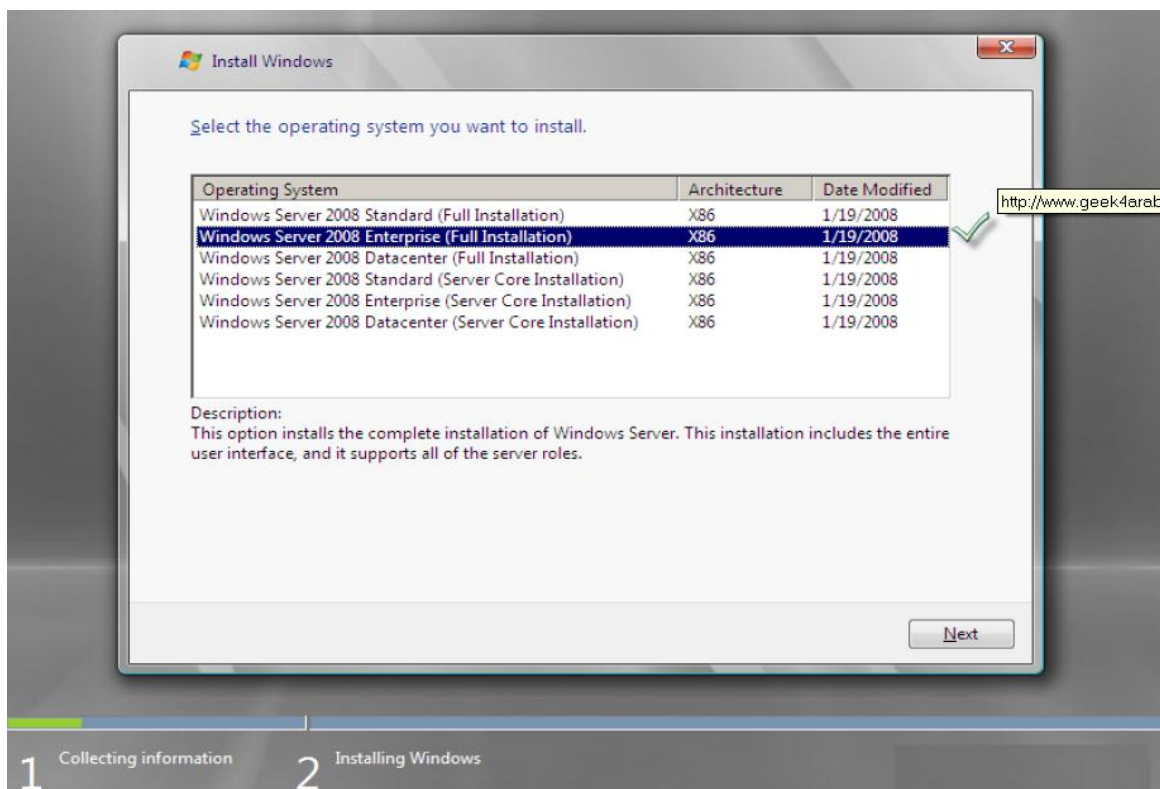 Install Windows
Select the operating system you want to install.
Operating System Architecture Date Modified
Windows Server 2008 Standard (Full Installation) X86 1/19/2008
http://www.geek4arab
Windows Server 2008 Enterprise (Full Installation) X86 1/19/2008
Windows Server 2008 Datacenter (Full Installation) X86 1/19/2008
Windows Server 2008 Standard (Server Core Installation) X86 1/19/2008
Windows Server 2008 Enterprise (Server Core Installation) X86 1/19/2008
Windows Server 2008 Datacenter (Server Core Installation) X86 1/19/2008
Description:
This option installs the complete installation of Windows Server. This installation includes the entire
user interface, and it supports all of the server roles.
Next
1 Collecting information 2 Installing Windows